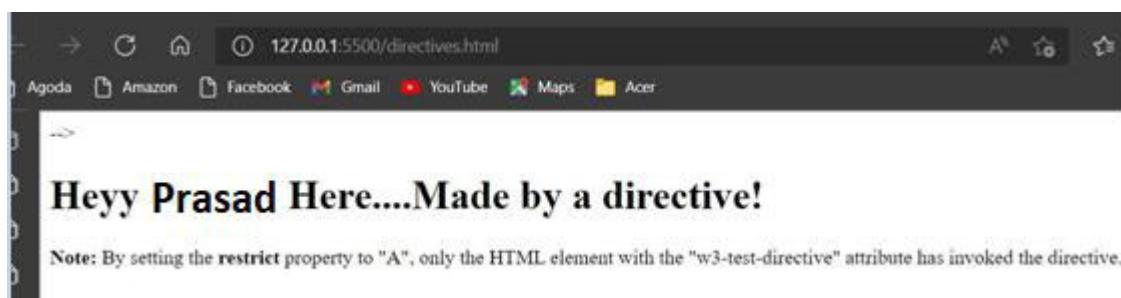 127.0.0.1:5500/directives.html
Agoda Amazon Facebook Gmail YouTube Maps Acer
-->
Heyy Prasad Here....Made by a directive!
Note: By setting the restrict property to "A", only the HTML element with the "w3-test-directive" attribute has invoked the directive.